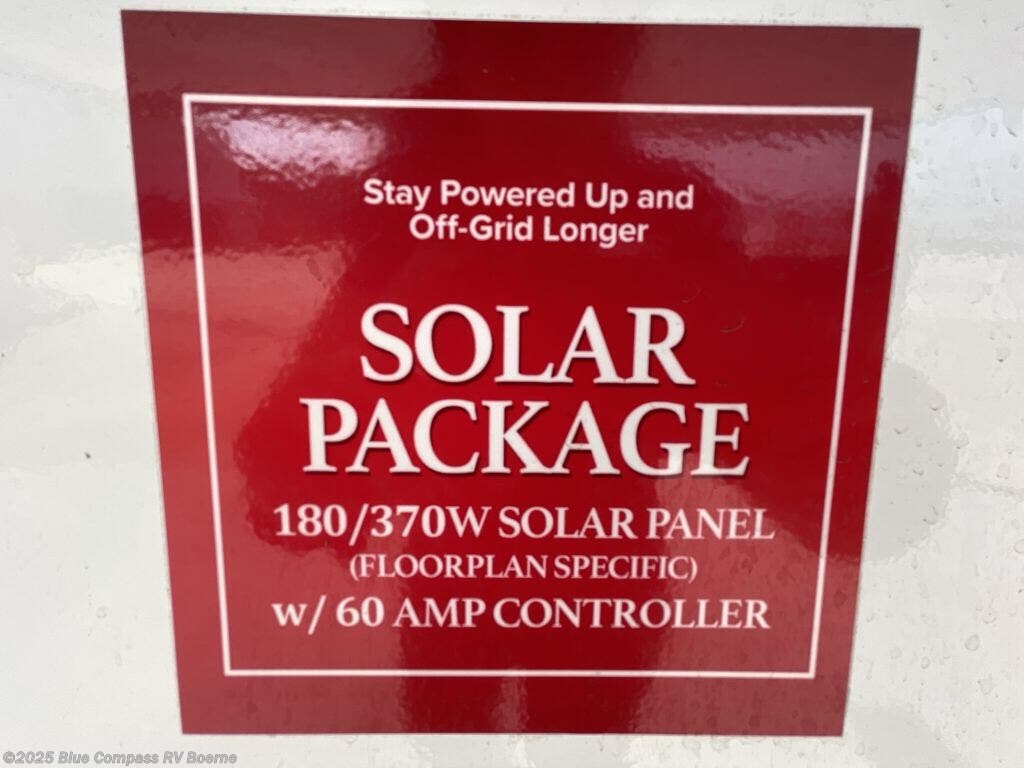 Stay Powered Up and
Off-Grid Longer
SOLAR
PACKAGE
180/370W SOLAR PANEL
(FLOORPLAN SPECIFIC)
w/ 60 AMP CONTROLLER
©2025 Blue Compass RV Boerne